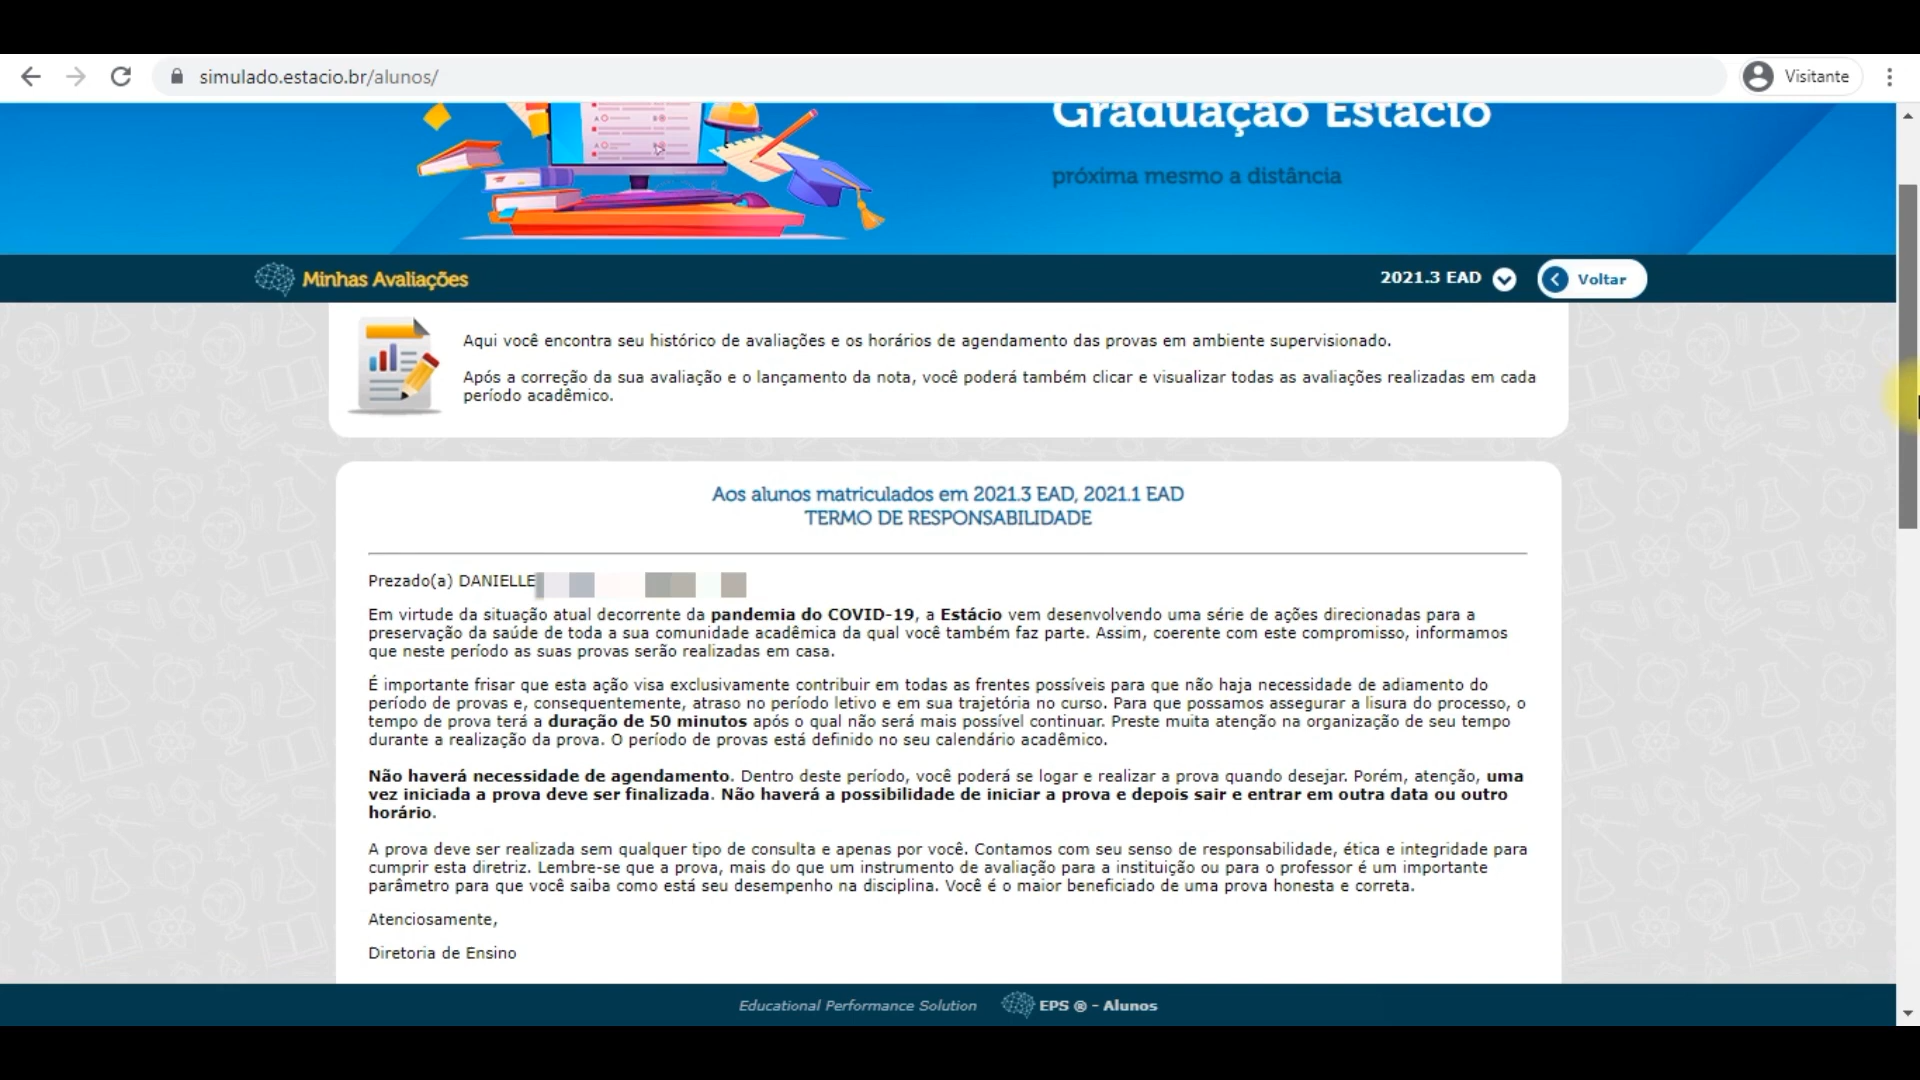 simulado.estacio.br/alunos/
Visitante
Graduação Estácio
próxima mesmo a distância
Minhas Avaliações
2021.3 EAD
Voltar
Aqui você encontra seu histórico de avaliações e os horários de agendamento das provas em ambiente supervisionado.
Após a correção da sua avaliação e o lançamento da nota, você poderá também clicar e visualizar todas as avaliações realizadas em cada
período acadêmico.
Aos alunos matriculados em 2021.3 EAD, 2021.1 EAD
TERMO DE RESPONSABILIDADE
Prezado(a) DANIELLE
Em virtude da situação atual decorrente da pandemia do COVID-19, a Estácio vem desenvolvendo uma série de ações direcionadas para a
preservação da saúde de toda a sua comunidade acadêmica da qual você também faz parte. Assim, coerente com este compromisso, informamos
que neste período as suas provas serão realizadas em casa.
É importante frisar que esta ação visa exclusivamente contribuir em todas as frentes possíveis para que não haja necessidade de adiamento do
período de provas e, consequentemente, atraso no período letivo e em sua trajetória no curso. Para que possamos assegurar a lisura do processo, o
tempo de prova terá a duração de 50 minutos após o qual não será mais possível continuar. Preste muita atenção na organização de seu tempo
durante a realização da prova. O período de provas está definido no seu calendário acadêmico.
Não haverá necessidade de agendamento. Dentro deste período, você poderá se logar e realizar a prova quando desejar. Porém, atenção, uma
vez iniciada a prova deve ser finalizada. Não haverá a possibilidade de iniciar a prova e depois sair e entrar em outra data ou outro
horário.
A prova deve ser realizada sem qualquer tipo de consulta e apenas por você. Contamos com seu senso de responsabilidade, ética e integridade para
cumprir esta diretriz. Lembre-se que a prova, mais do que um instrumento de avaliação para a instituição ou para o professor é um importante
parâmetro para que você saiba como está seu desempenho na disciplina. Você é o maior beneficiado de uma prova honesta e correta.
Atenciosamente,
Diretoria de Ensino
Educational Performance Solution
EPS ® - Alunos